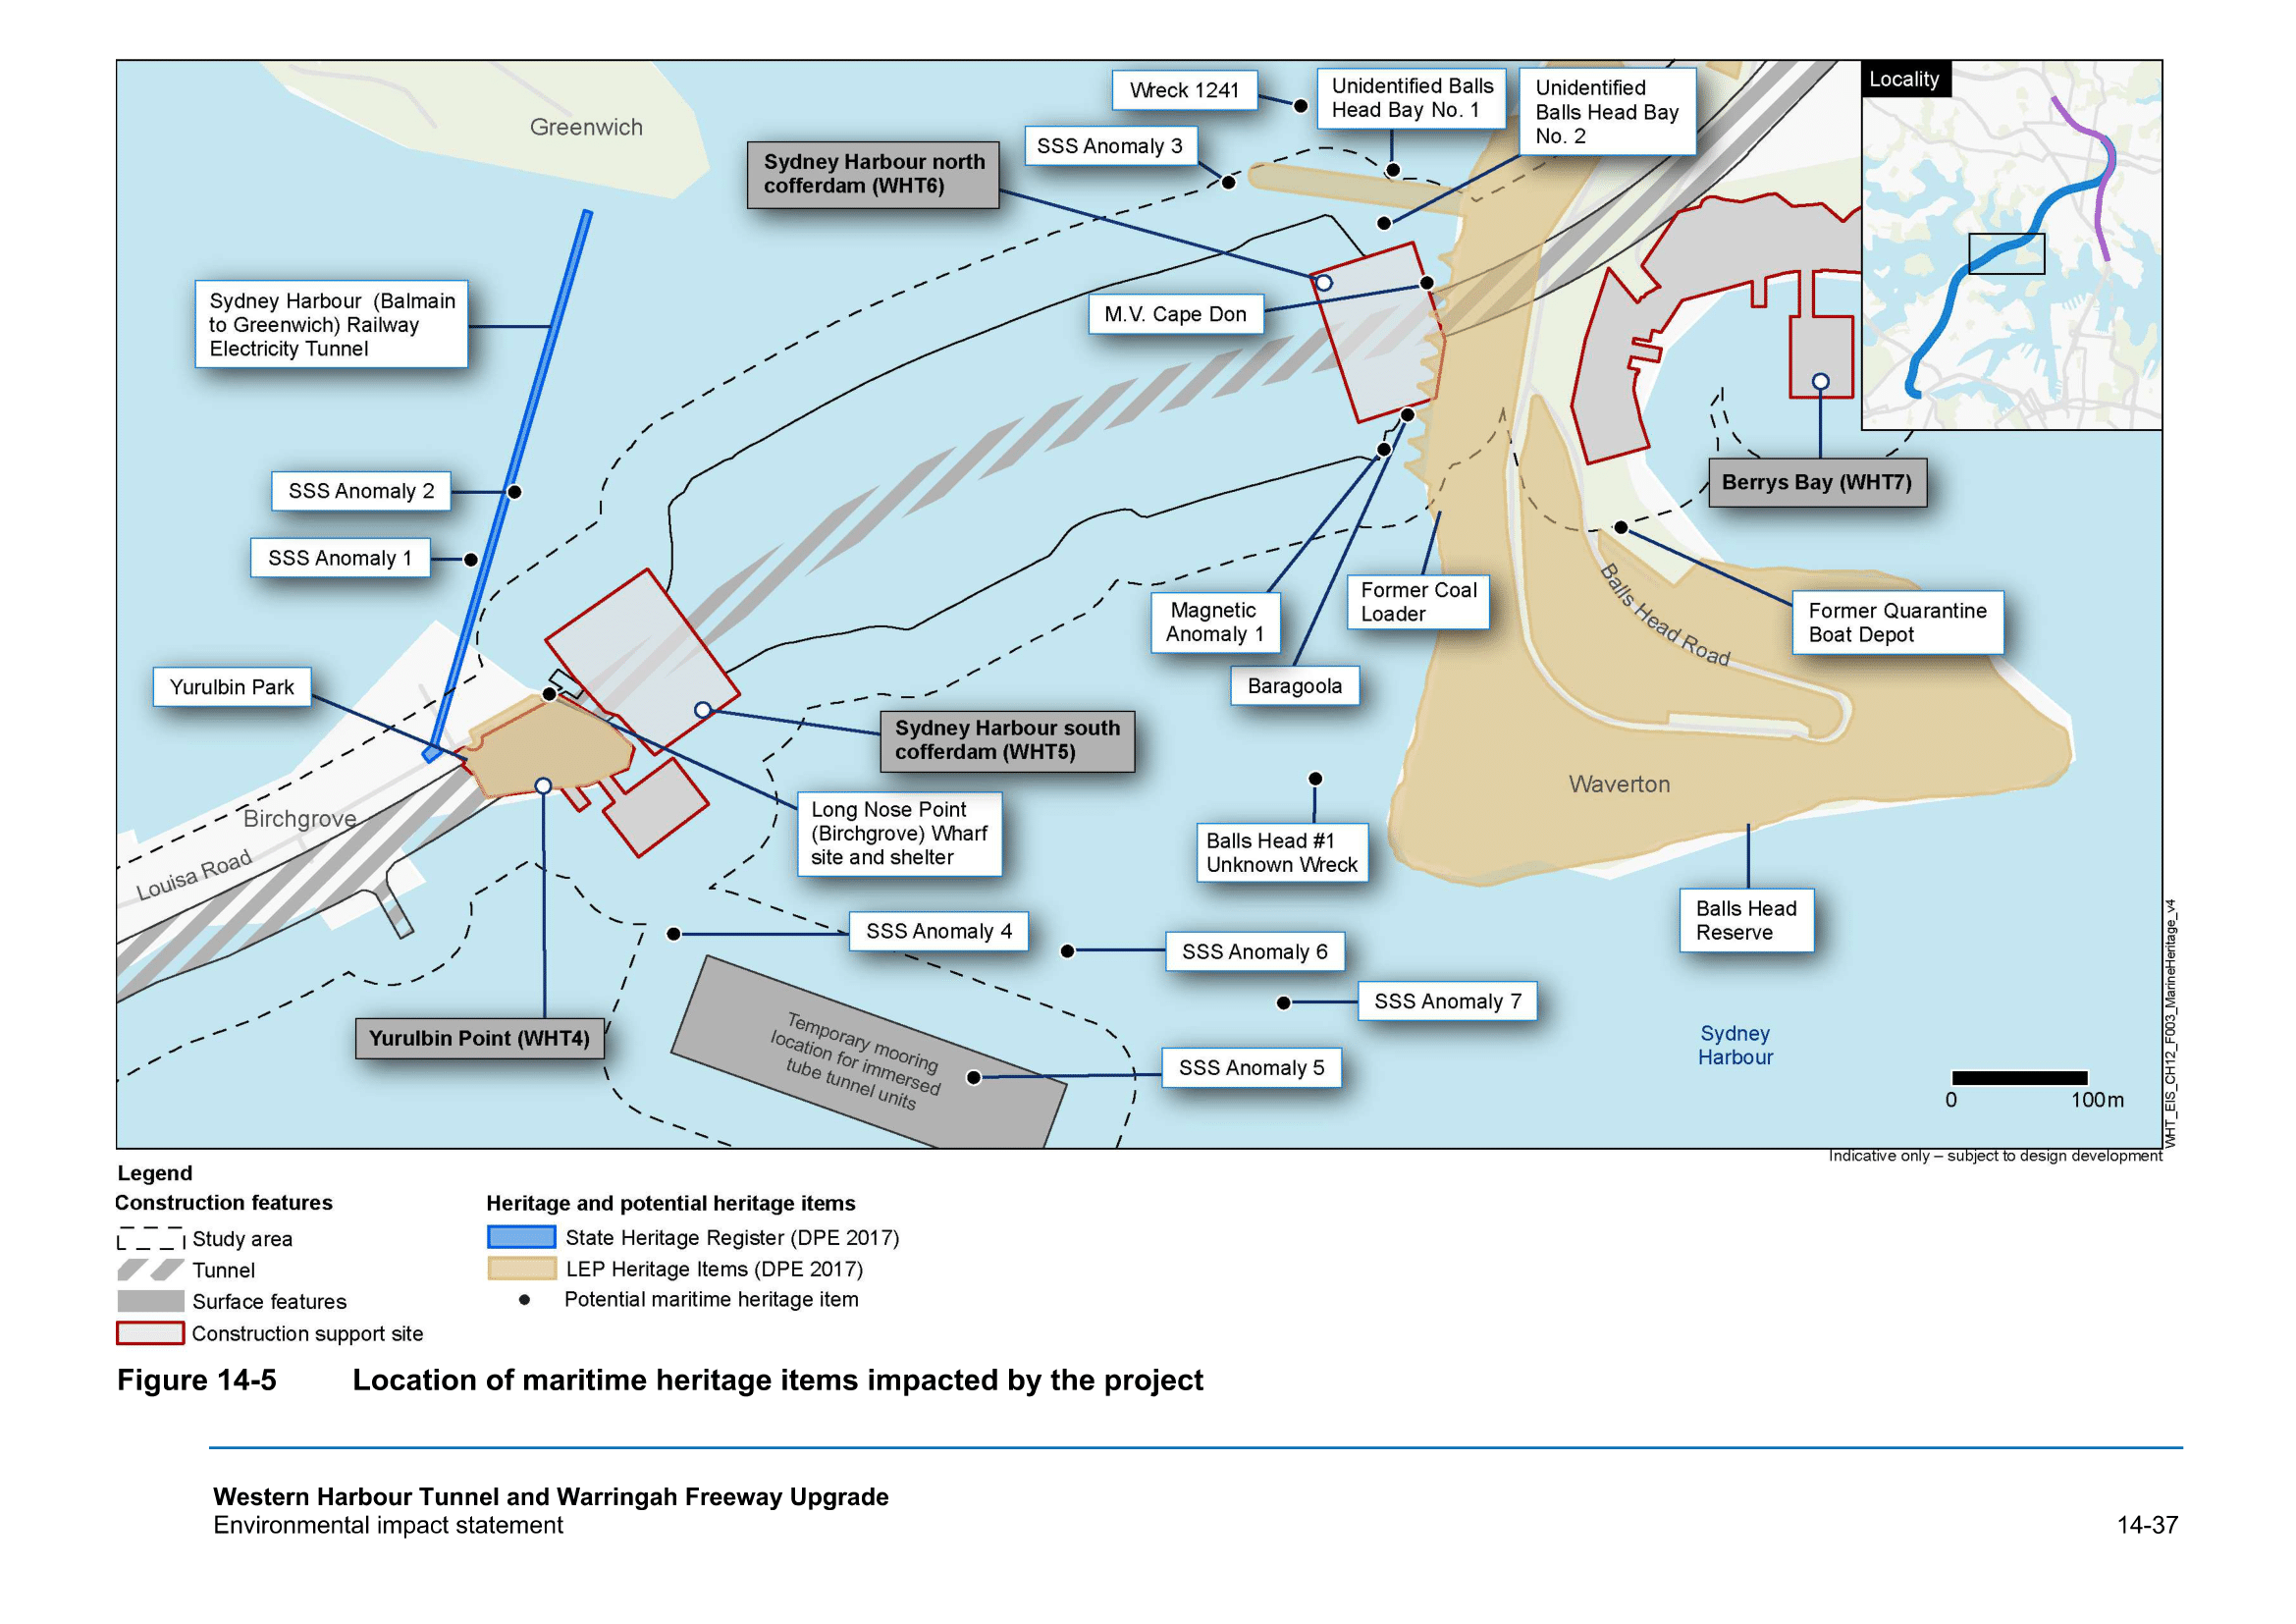 Greenwich
Wreck 1241
Unidentified Balls
Head Bay No. 1
Unidentified
Balls Head Bay
No. 2
Locality
SSS Anomaly 3
Sydney Harbour north
cofferdam (WHT6)
Sydney Harbour (Balmain
to Greenwich) Railway
Electricity Tunnel
M.V. Cape Don
SSS Anomaly 2
Berrys Bay (WHT7)
SSS Anomaly 1
Magnetic
Anomaly 1
Former Coal
Loader
Balls Head Road
Former Quarantine
Boat Depot
Yurulbin Park
Baragoola
Sydney Harbour south
cofferdam (WHT5)
Waverton
Birchgrove
Long Nose Point
(Birchgrove) Wharf
site and shelter
Balls Head #1
Unknown Wreck
Louisa Road
SSS Anomaly 4
SSS Anomaly 6
Balls Head
Reserve
SSS Anomaly 7
Yurulbin Point (WHT4)
Temporary mooring
location for immersed
tube tunnel units
SSS Anomaly 5
Sydney
Harbour
0 100m
WHT_EIS_CH12_F003_MarineHeritage_v4
Indicative only – subject to design development
Legend
Construction features
Study area
Tunnel
Surface features
Construction support site
Heritage and potential heritage items
State Heritage Register (DPE 2017)
LEP Heritage Items (DPE 2017)
Potential maritime heritage item
Figure 14-5 Location of maritime heritage items impacted by the project
Western Harbour Tunnel and Warringah Freeway Upgrade
Environmental impact statement
14-37